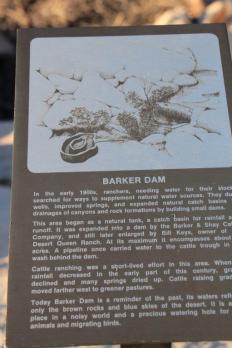 BARKER DAM
In the early 1900s, ranchers, needing water for their stock
searched for ways to supplement natural water sources. They du
wells, improved springs, and expanded natural catch basins
drainages of canyons and rock formations by building small dams.
This area began as a natural tank, a catch basin for rainfall a
runoff. It was expanded into a dam by the Barker & Shay Cat
Company, and still later enlarged by Bill Keys, owner of
Desert Queen Ranch. At its maximum it encompasses about
acres. A pipeline once carried water to the cattle trough in
wash behind the dam.
Cattle ranching was a short-lived effort in this area. When
rainfall decreased in the early part of this century, gra
declined and many springs dried up. Cattle raising grad
moved farther west to greener pastures.
Today Barker Dam is a reminder of the past, its waters refl
only the brown rocks and blue skies of the desert. It is a
place in a noisy world and a precious watering hole for
animals and migrating birds.